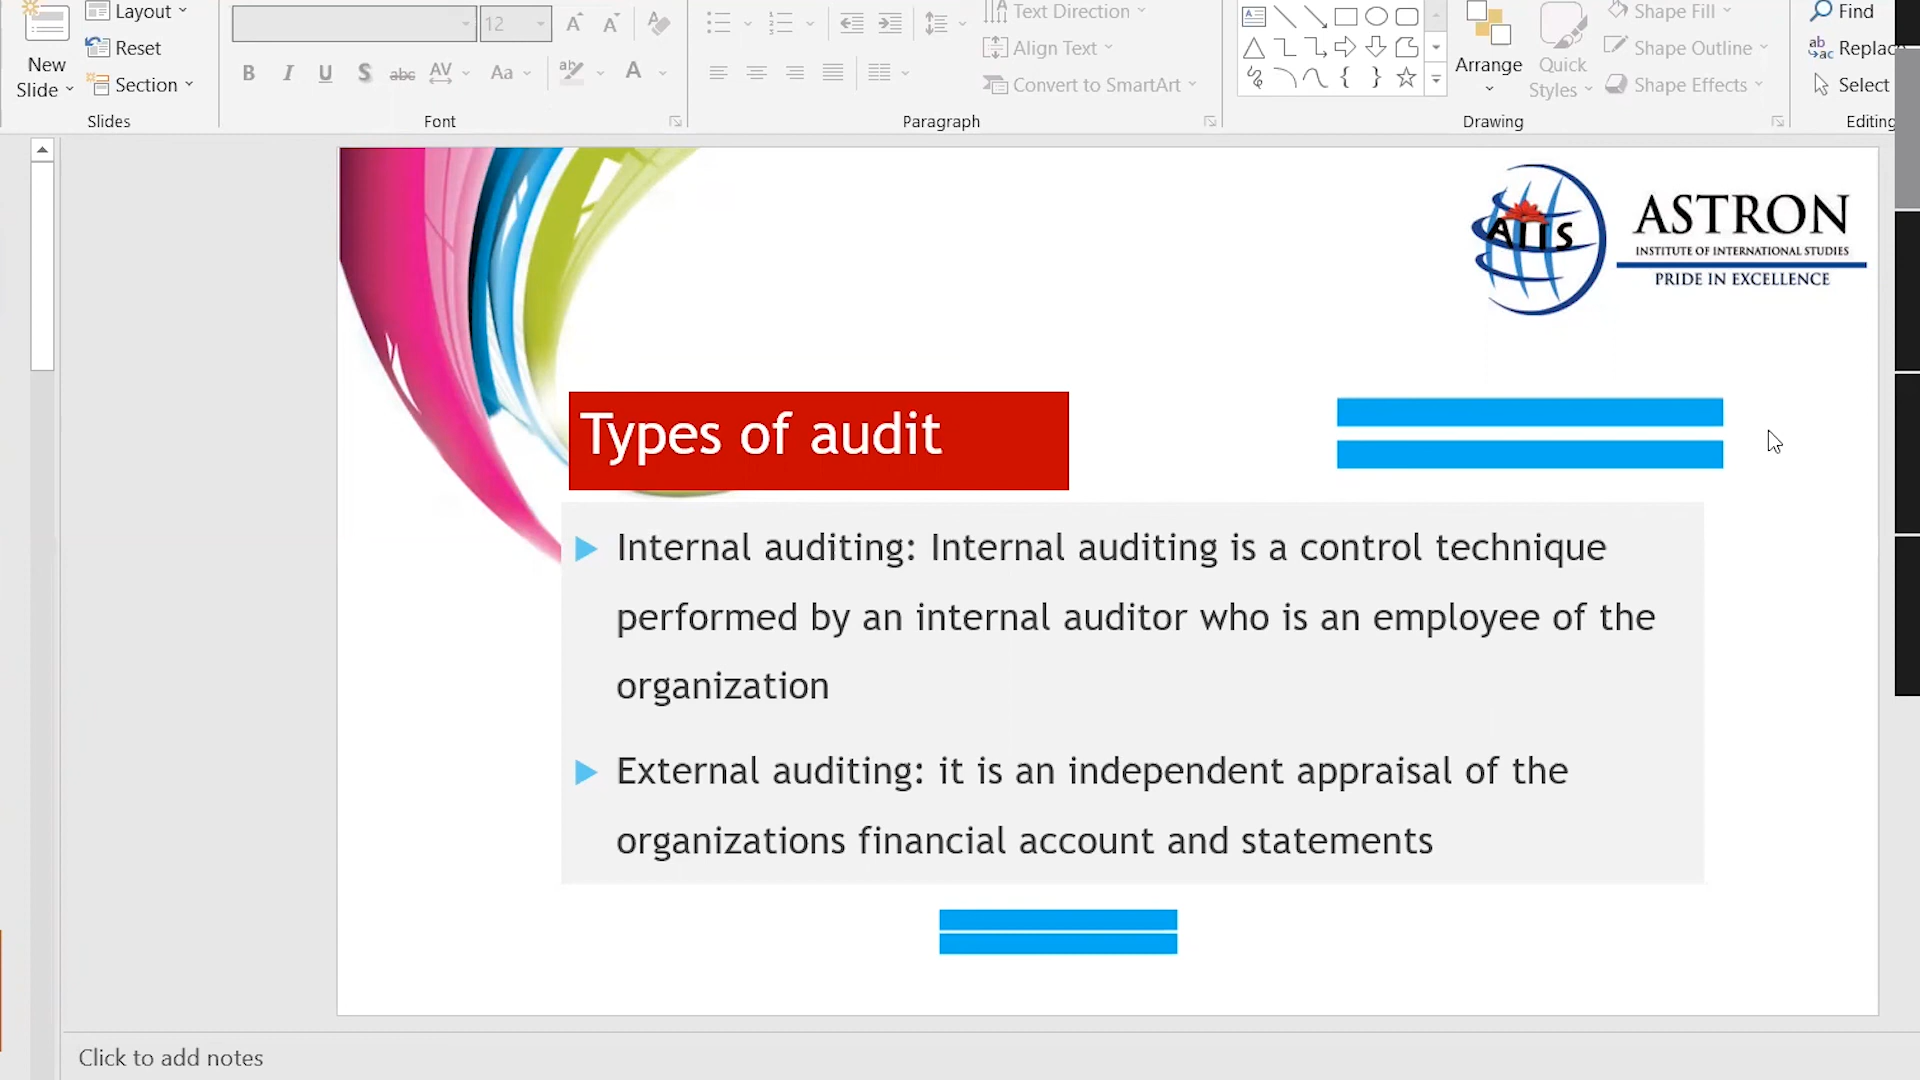 Layout
Text Direction
Shape Fill
Find
12
Reset
Align Text
Shape Outline
New
Slide
Section
B I U S abc AV Aa A
Convert to SmartArt
Arrange
Quick
Styles
Shape Effects
Select
Slides
Font
Paragraph
Drawing
Editing
AIIS
ASTRON
INSTITUTE OF INTERNATIONAL STUDIES
PRIDE IN EXCELLENCE
Types of audit
Internal auditing: Internal auditing is a control technique
performed by an internal auditor who is an employee of the
organization
External auditing: it is an independent appraisal of the
organizations financial account and statements
Click to add notes